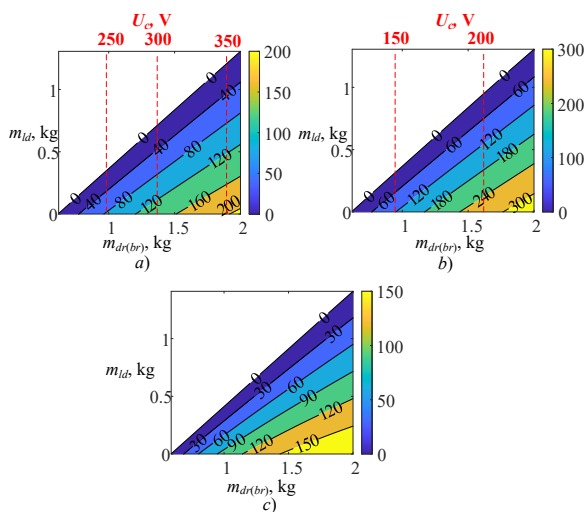 U_c, V
250 300 350
200
150
100
50
0
1
0.5
0
m_ld, kg
0 40 80 120 160 200
0 40 80 120
1 1.5 2
m_dr(br), kg
a)
U_c, V
150 200
300
200
100
0
1
0.5
0
m_ld, kg
0 60 120 180 240 300
0 60 120 180
1 1.5 2
m_dr(br), kg
b)
150
100
50
0
1
0.5
0
m_ld, kg
0 30 60 90 120 150
0 30 60 90 120
1 1.5 2
m_dr(br), kg
c)